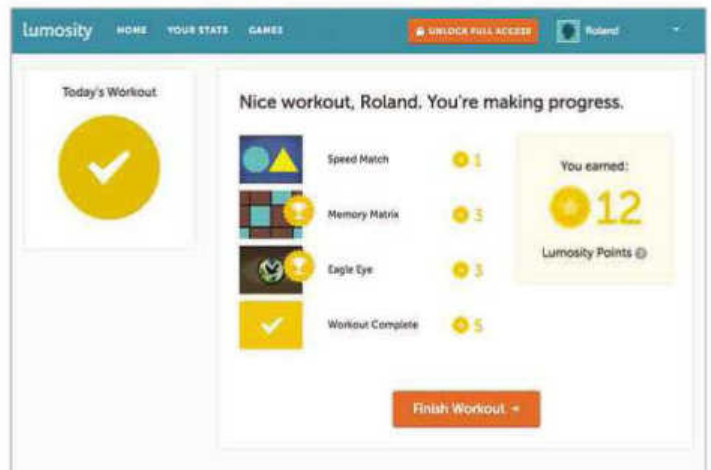 lumosity HOME YOUR STATS GAMES UNLOCK FULL ACCESS Roland
Today's Workout
Nice workout, Roland. You're making progress.
Speed Match 1
Memory Matrix 3
Eagle Eye 3
Workout Complete 5
You earned:
12
Lumosity Points
Finish Workout